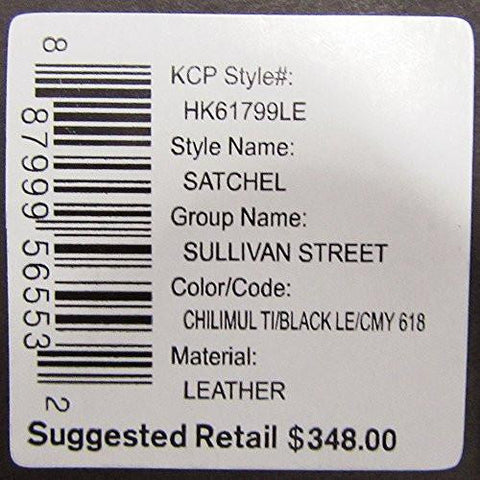 8 87999 56553 2
KCP Style#:
HK61799LE
Style Name:
SATCHEL
Group Name:
SULLIVAN STREET
Color/Code:
CHILIMUL TI/BLACK LE/CMY 618
Material:
LEATHER
Suggested Retail $348.00